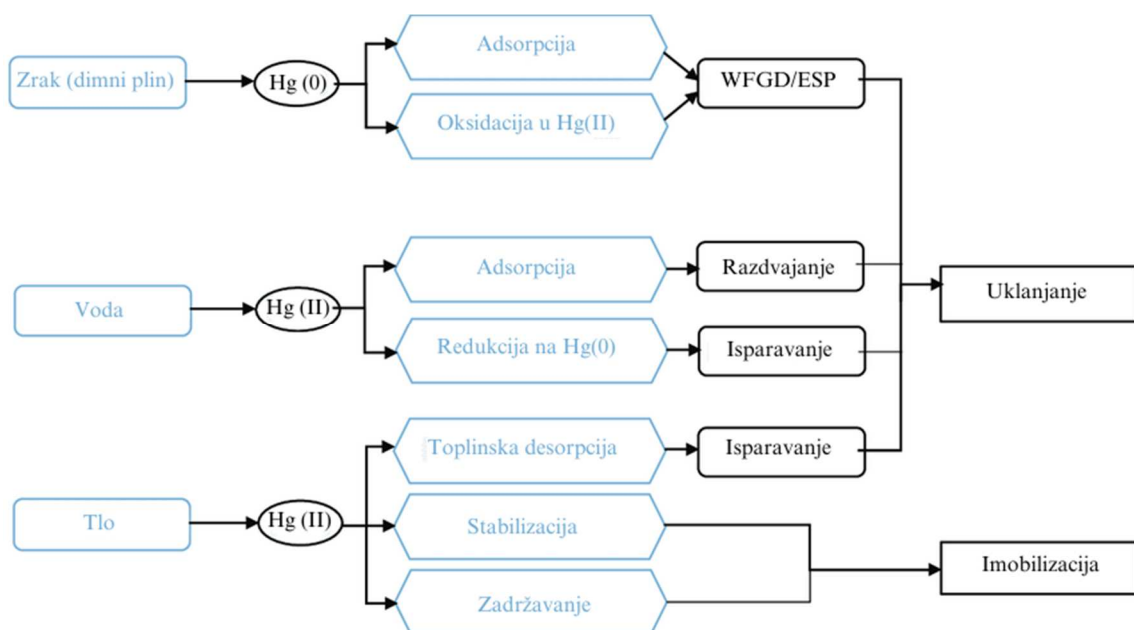 Zrak (dimni plin)
Hg (0)
Adsorpcija
Oksidacija u Hg(II)
WFGD/ESP
Voda
Hg (II)
Adsorpcija
Redukcija na Hg(0)
Razdvajanje
Isparavanje
Uklanjanje
Tlo
Hg (II)
Toplinska desorpcija
Stabilizacija
Zadržavanje
Isparavanje
Imobilizacija